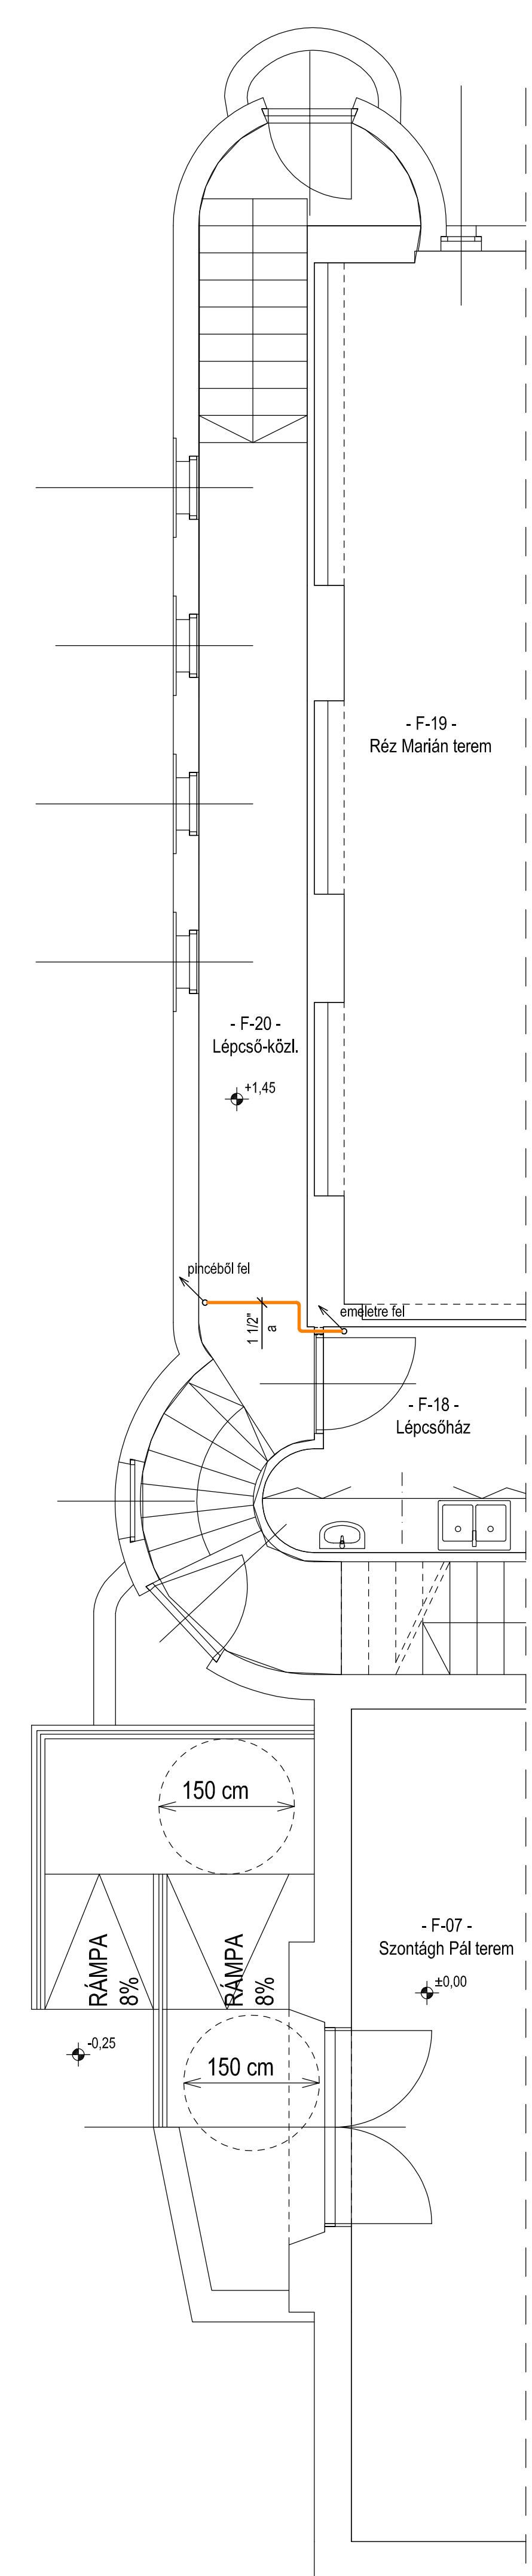 - F-19 -
Réz Marián terem
- F-20 -
Lépcső-közl.
+1,45
pincéből fel
emeletre fel
1 1/2"
a
- F-18 -
Lépcsőház
150 cm
RÁMPA
8%
RÁMPA
8%
- F-07 -
Szontágh Pál terem
±0,00
-0,25
150 cm